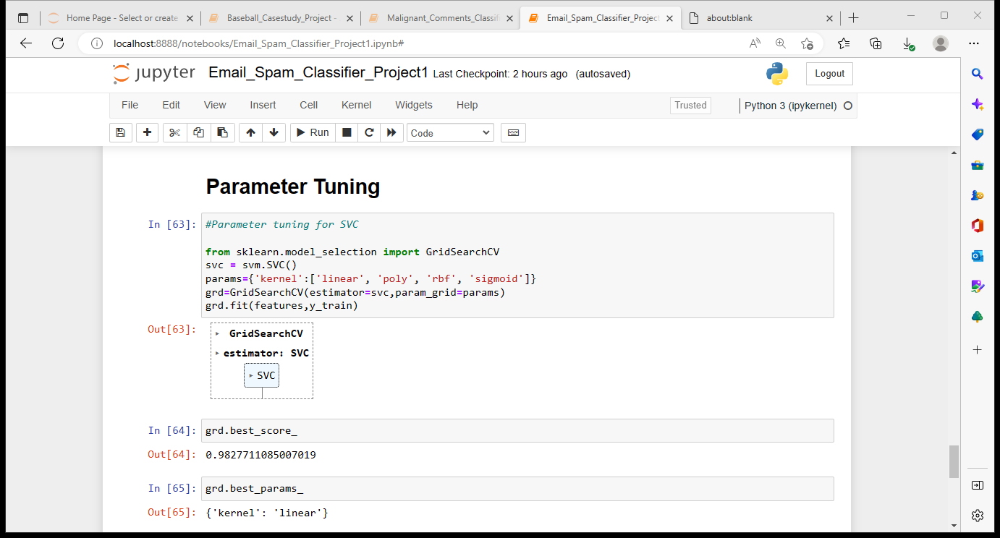 Home Page - Select or create
Baseball_Casestudy_Project -
Malignant_Comments_Classifi
Email_Spam_Classifier_Project
about:blank
localhost:8888/notebooks/Email_Spam_Classifier_Project1.ipynb#
jupyter Email_Spam_Classifier_Project1 Last Checkpoint: 2 hours ago (autosaved)
Logout
File Edit View Insert Cell Kernel Widgets Help
Trusted
Python 3 (ipykernel)
Run
Code
Parameter Tuning
In [63]: #Parameter tuning for SVC
from sklearn.model_selection import GridSearchCV
svc = svm.SVC()
params={'kernel':['linear', 'poly', 'rbf', 'sigmoid']}
grd=GridSearchCV(estimator=svc,param_grid=params)
grd.fit(features,y_train)
Out[63]:
GridSearchCV
estimator: SVC
SVC
In [64]: grd.best_score_
Out[64]: 0.9827711085007019
In [65]: grd.best_params_
Out[65]: {'kernel': 'linear'}